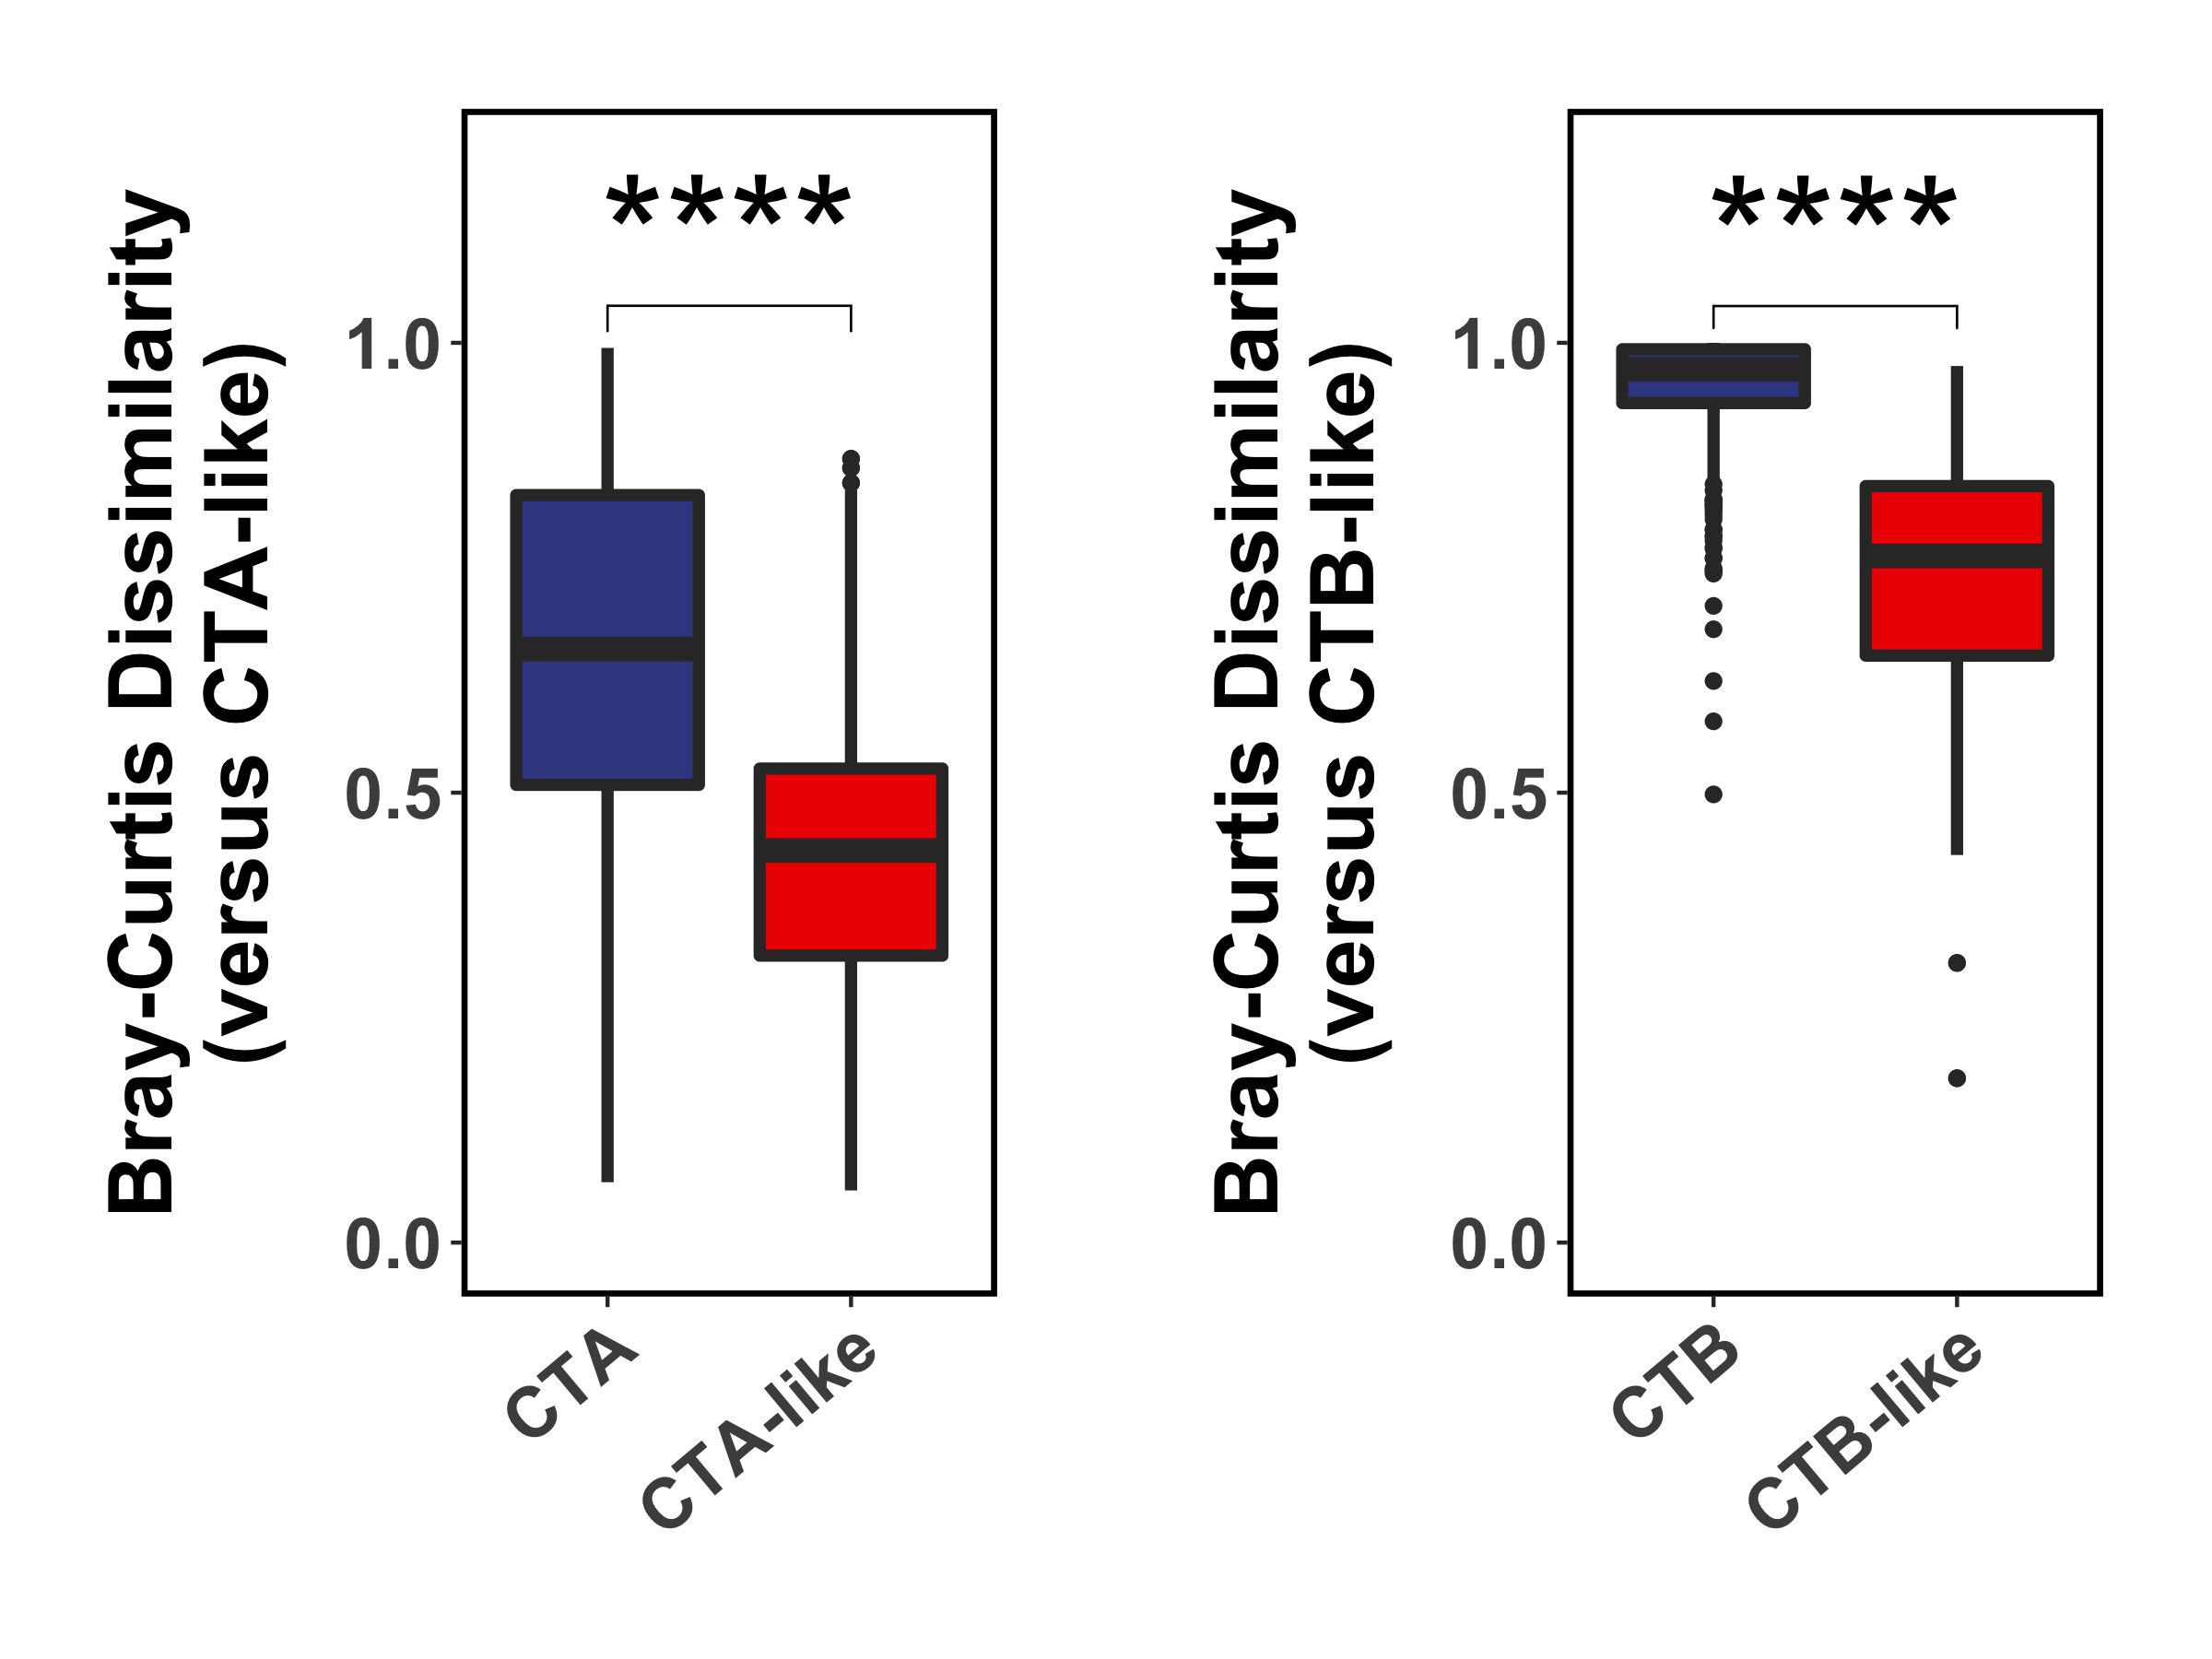 Bray-Curtis Dissimilarity
(versus CTA-like)
****
1.0
0.5
0.0
CTA
CTA-like
Bray-Curtis Dissimilarity
(versus CTB-like)
****
1.0
0.5
0.0
CTB
CTB-like